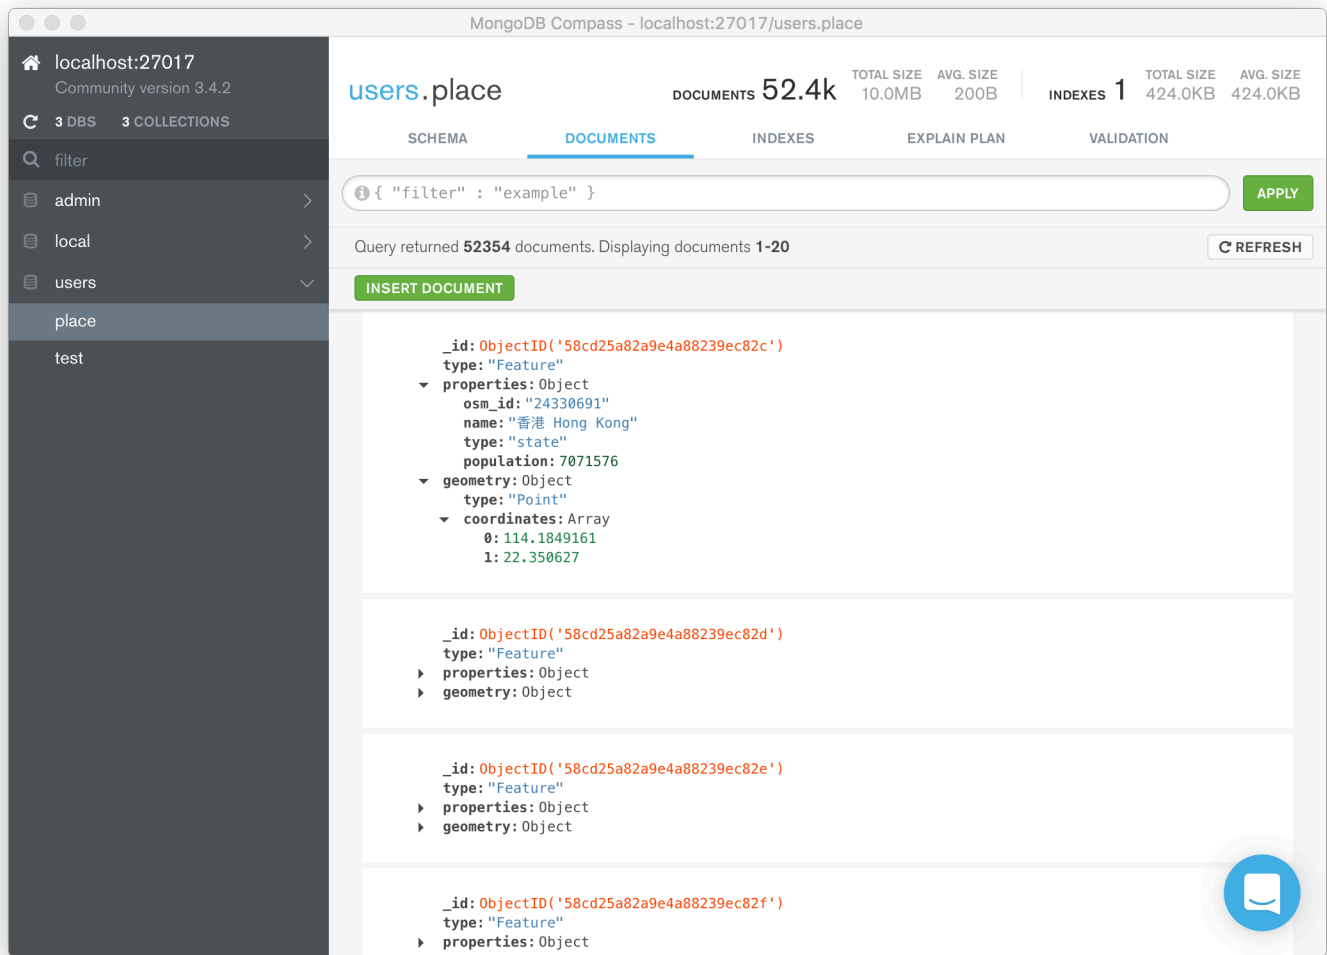 MongoDB Compass - localhost:27017/users.place
localhost:27017
Community version 3.4.2
3 DBS 3 COLLECTIONS
filter
admin
local
users
place
test
users.place
DOCUMENTS 52.4k
TOTAL SIZE 10.0MB
AVG. SIZE 200B
INDEXES 1
TOTAL SIZE 424.0KB
AVG. SIZE 424.0KB
SCHEMA DOCUMENTS INDEXES EXPLAIN PLAN VALIDATION
{ "filter" : "example" }
APPLY
Query returned 52354 documents. Displaying documents 1-20
REFRESH
INSERT DOCUMENT
_id: ObjectID('58cd25a82a9e4a88239ec82c')
type: "Feature"
properties: Object
osm_id: "24330691"
name: "香港 Hong Kong"
type: "state"
population: 7071576
geometry: Object
type: "Point"
coordinates: Array
0: 114.1849161
1: 22.350627
_id: ObjectID('58cd25a82a9e4a88239ec82d')
type: "Feature"
properties: Object
geometry: Object
_id: ObjectID('58cd25a82a9e4a88239ec82e')
type: "Feature"
properties: Object
geometry: Object
_id: ObjectID('58cd25a82a9e4a88239ec82f')
type: "Feature"
properties: Object